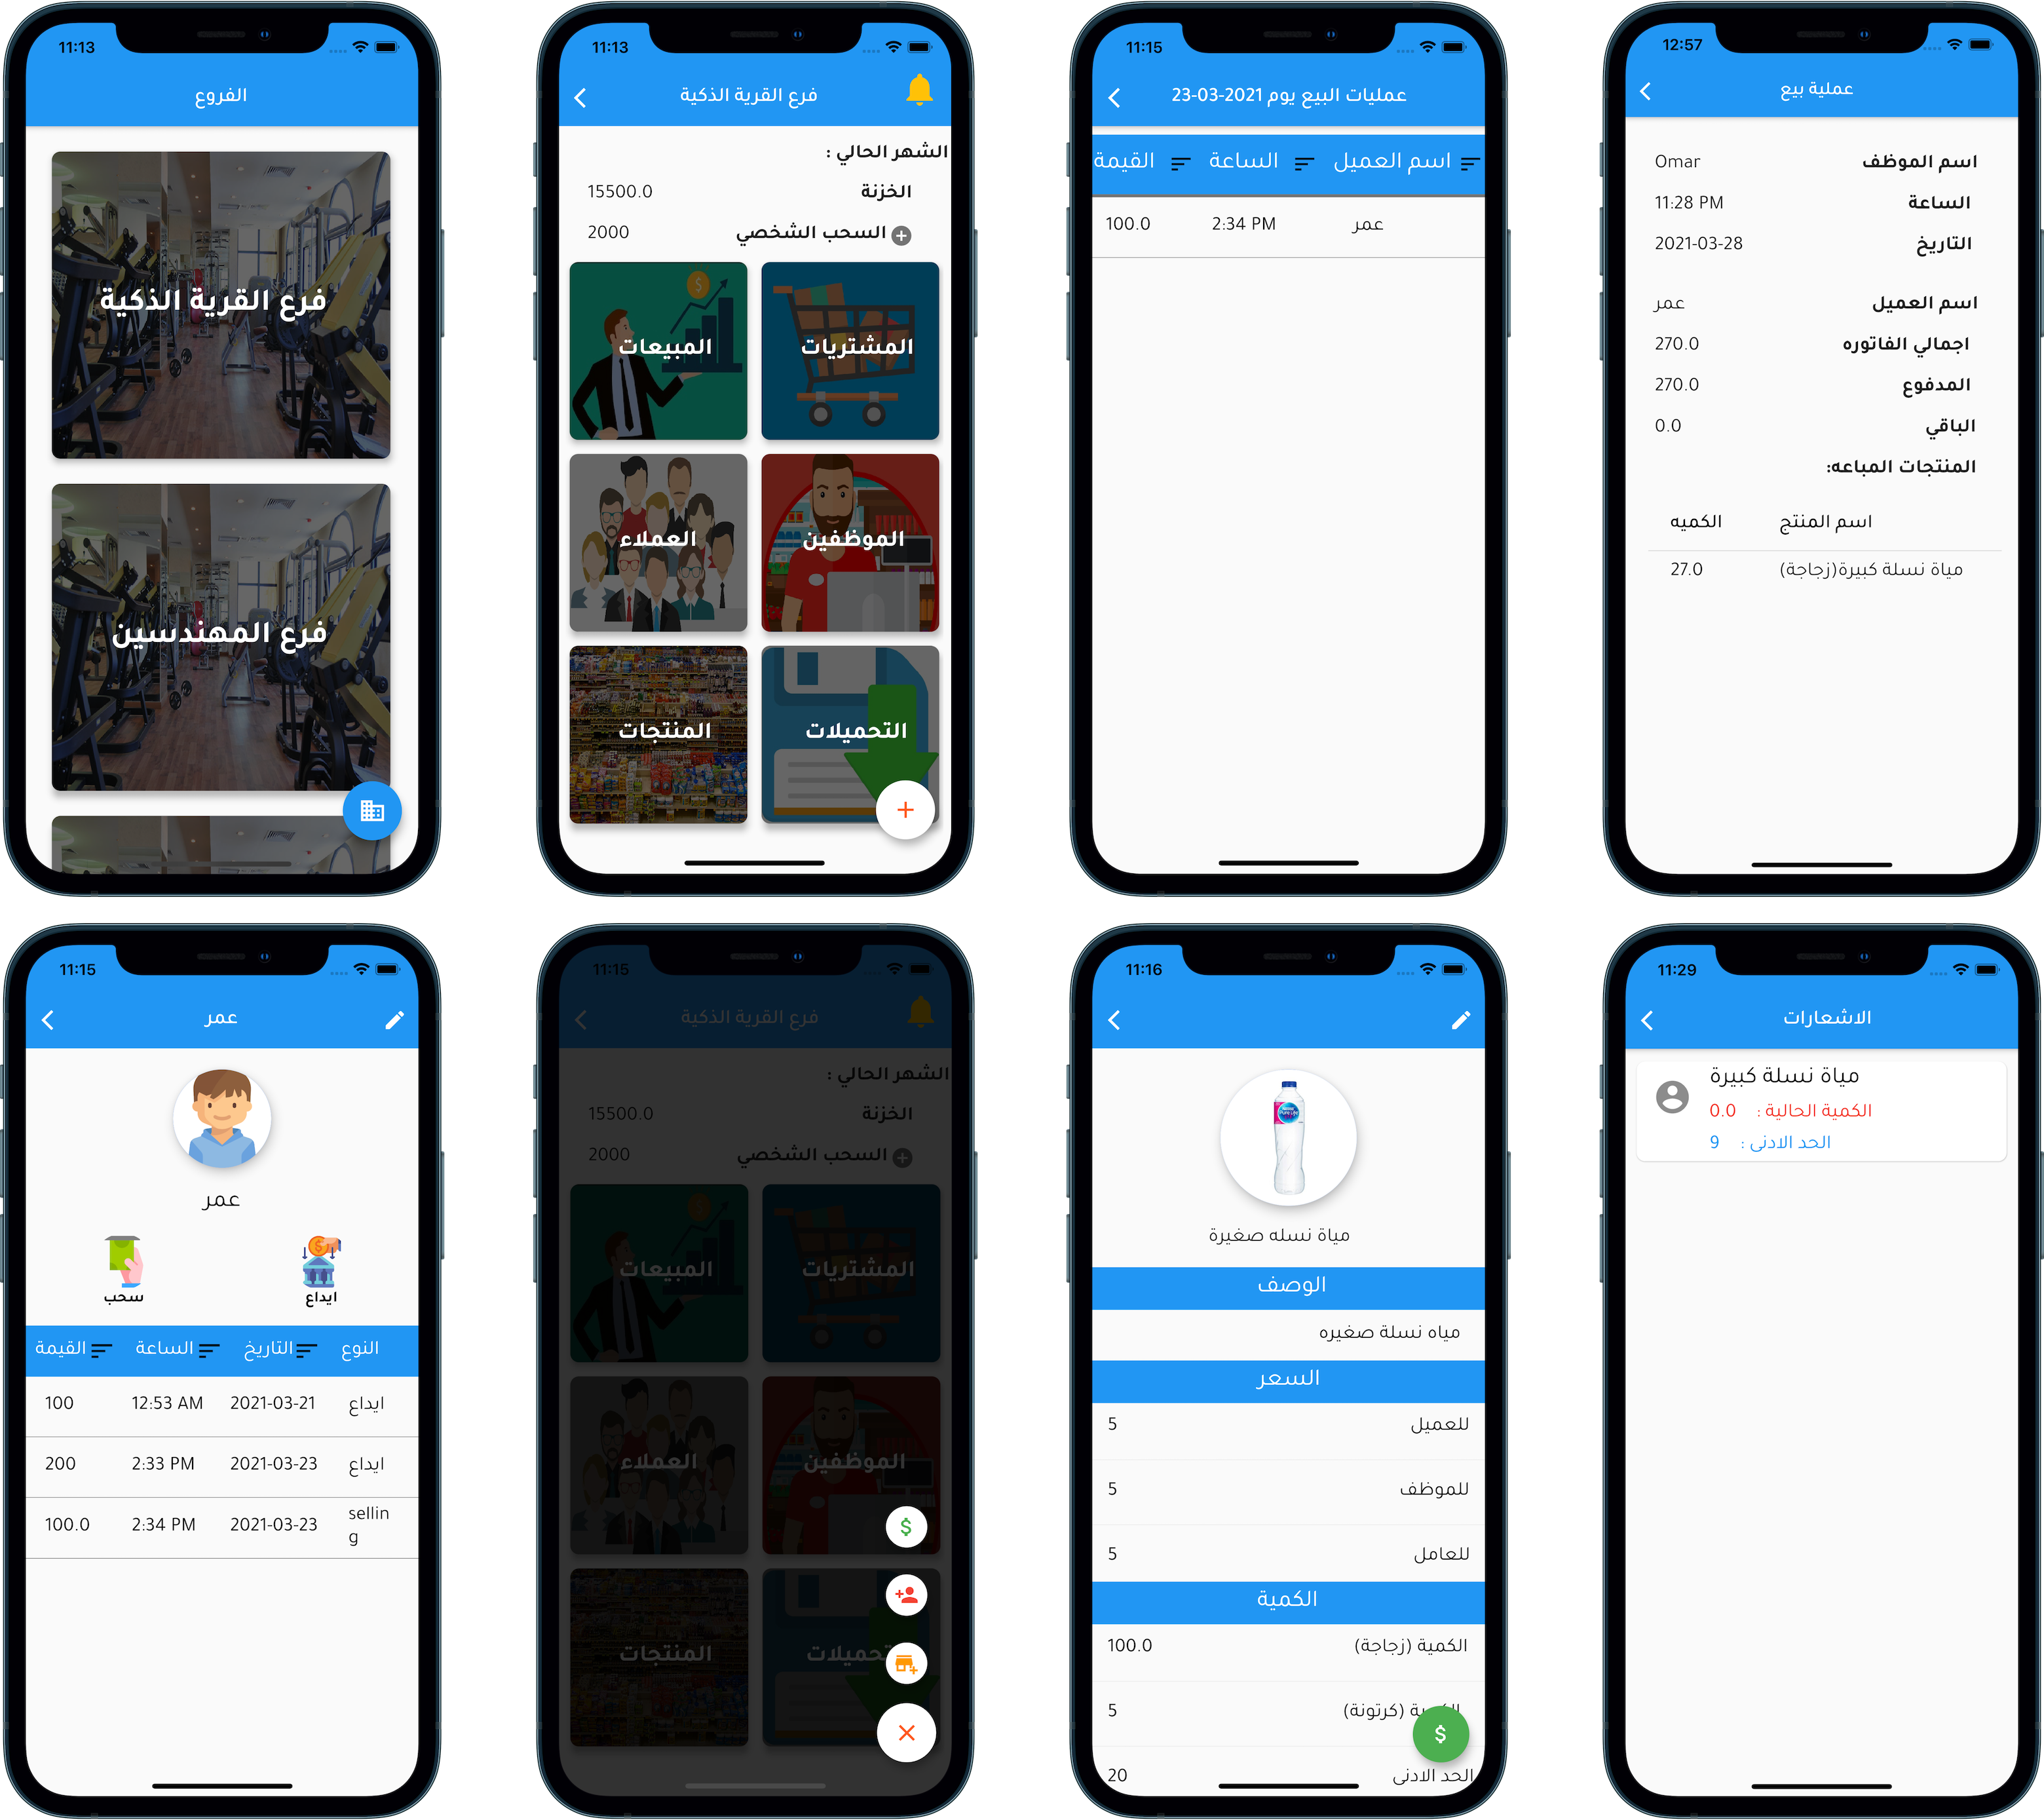 11:13
الفروع
فرع القرية الذكية
فرع المهندسين
11:13
فرع القرية الذكية
الشهر الحالي :
الخزنة 15500.0
السحب الشخصي 2000
المشتريات المبيعات
الموظفين العملاء
التحميلات المنتجات
11:15
عمليات البيع يوم 2021-03-23
اسم العميل الساعة القيمة
عمر 2:34 PM 100.0
12:57
عملية بيع
اسم الموظف Omar
الساعة 11:28 PM
التاريخ 2021-03-28
اسم العميل عمر
اجمالي الفاتوره 270.0
المدفوع 270.0
الباقي 0.0
المنتجات المباعه:
اسم المنتج الكميه
مياة نسلة كبيرة(زجاجة) 27.0
11:15
عمر
عمر
ايداع سحب
النوع التاريخ الساعة القيمة
ايداع 2021-03-21 12:53 AM 100
ايداع 2021-03-23 2:33 PM 200
sellin
g 2021-03-23 2:34 PM 100.0
11:15
فرع القرية الذكية
الشهر الحالي :
الخزنة 15500.0
السحب الشخصي 2000
المشتريات المبيعات
الموظفين العملاء
المنتجات
11:16
مياة نسله صغيرة
الوصف
مياه نسلة صغيره
السعر
للعميل 5
للموظف 5
للعامل 5
الكمية
الكمية (زجاجة) 100.0
(كرتونة) 5
الحد الادنى 20
11:29
الاشعارات
مياة نسلة كبيرة
الكمية الحالية : 0.0
الحد الادنى : 9